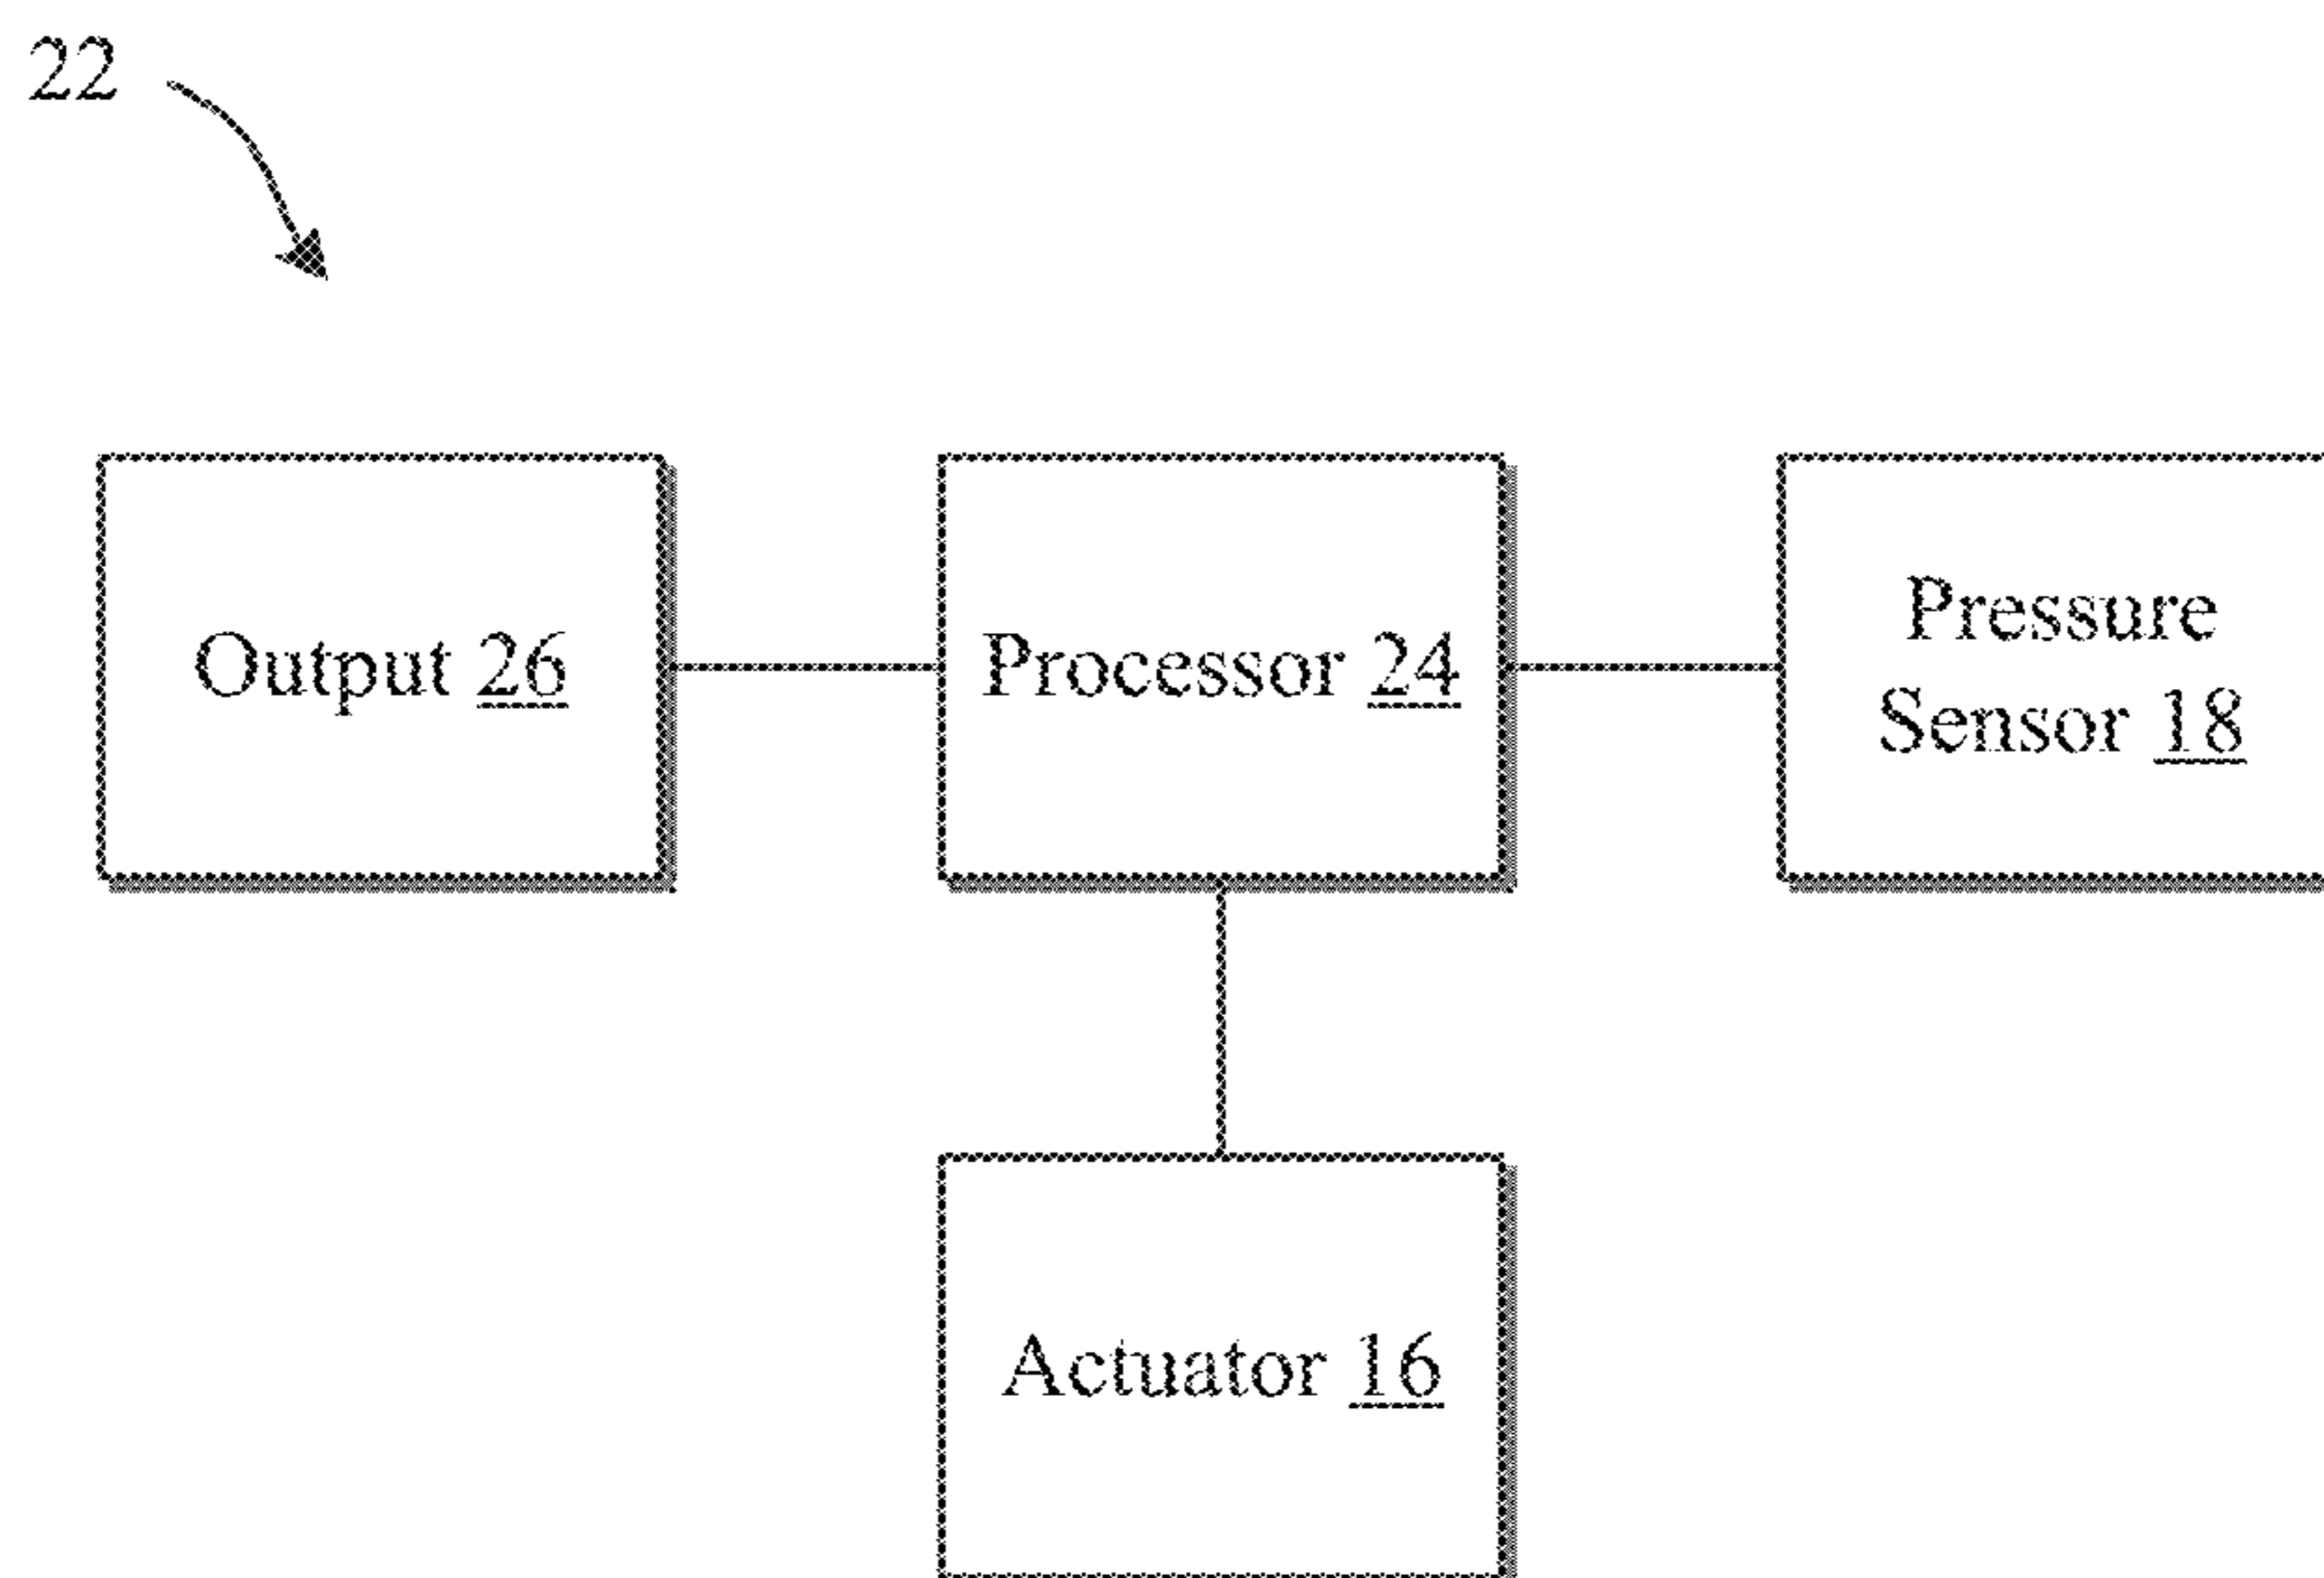 22
Output 26
Processor 24
Pressure
Sensor 18
Actuator 16